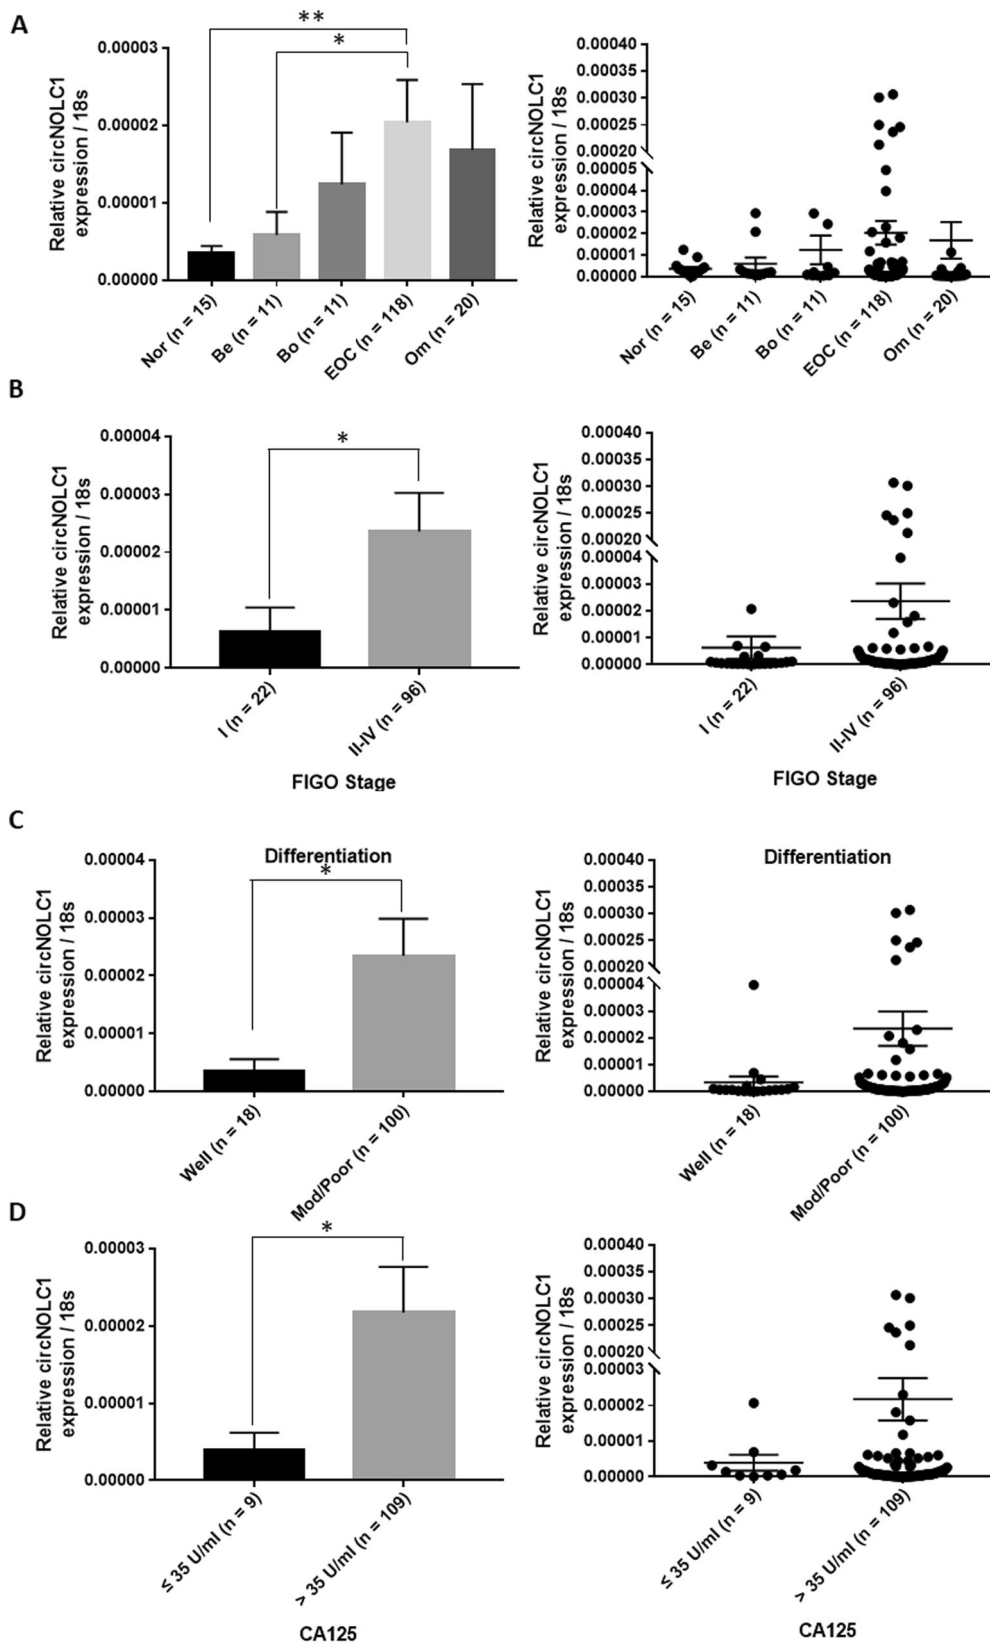 A
Relative circNOLC1
expression / 18s
0.00003
0.00002
0.00001
0.00000
**
*
Nor (n = 15)
Be (n = 11)
Bo (n = 11)
EOC (n = 118)
Om (n = 20)
Relative circNOLC1
expression / 18s
0.00040
0.00035
0.00030
0.00025
0.00020
0.00005
0.00004
0.00003
0.00002
0.00001
0.00000
Nor (n = 15)
Be (n = 11)
Bo (n = 11)
EOC (n = 118)
Om (n = 20)
B
Relative circNOLC1
expression / 18s
0.00004
0.00003
0.00002
0.00001
0.00000
*
I (n = 22)
II-IV (n = 96)
FIGO Stage
Relative circNOLC1
expression / 18s
0.00040
0.00035
0.00030
0.00025
0.00020
0.00004
0.00003
0.00002
0.00001
0.00000
I (n = 22)
II-IV (n = 96)
FIGO Stage
C
Differentiation
Relative circNOLC1
expression / 18s
0.00004
0.00003
0.00002
0.00001
0.00000
*
Well (n = 18)
Mod/Poor (n = 100)
Differentiation
Relative circNOLC1
expression / 18s
0.00040
0.00035
0.00030
0.00025
0.00020
0.00004
0.00003
0.00002
0.00001
0.00000
Well (n = 18)
Mod/Poor (n = 100)
D
Relative circNOLC1
expression / 18s
0.00003
0.00002
0.00001
0.00000
*
≤ 35 U/ml (n = 9)
> 35 U/ml (n = 109)
CA125
Relative circNOLC1
expression / 18s
0.00040
0.00035
0.00030
0.00025
0.00020
0.00003
0.00002
0.00001
0.00000
≤ 35 U/ml (n = 9)
> 35 U/ml (n = 109)
CA125